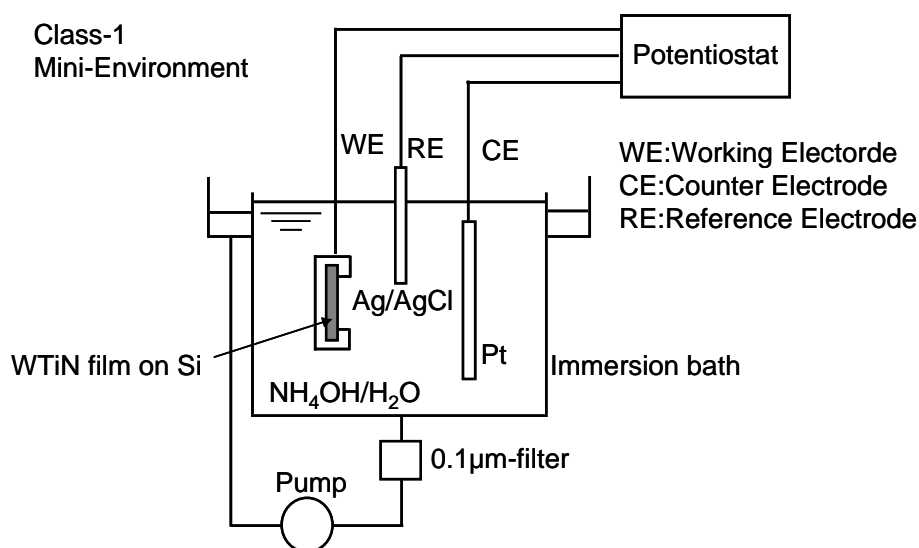 Class-1
Mini-Environment
Potentiostat
WE
RE
CE
WE:Working Electorde
CE:Counter Electrode
RE:Reference Electrode
Ag/AgCl
WTiN film on Si
Pt
Immersion bath
NH₄OH/H₂O
0.1μm-filter
Pump